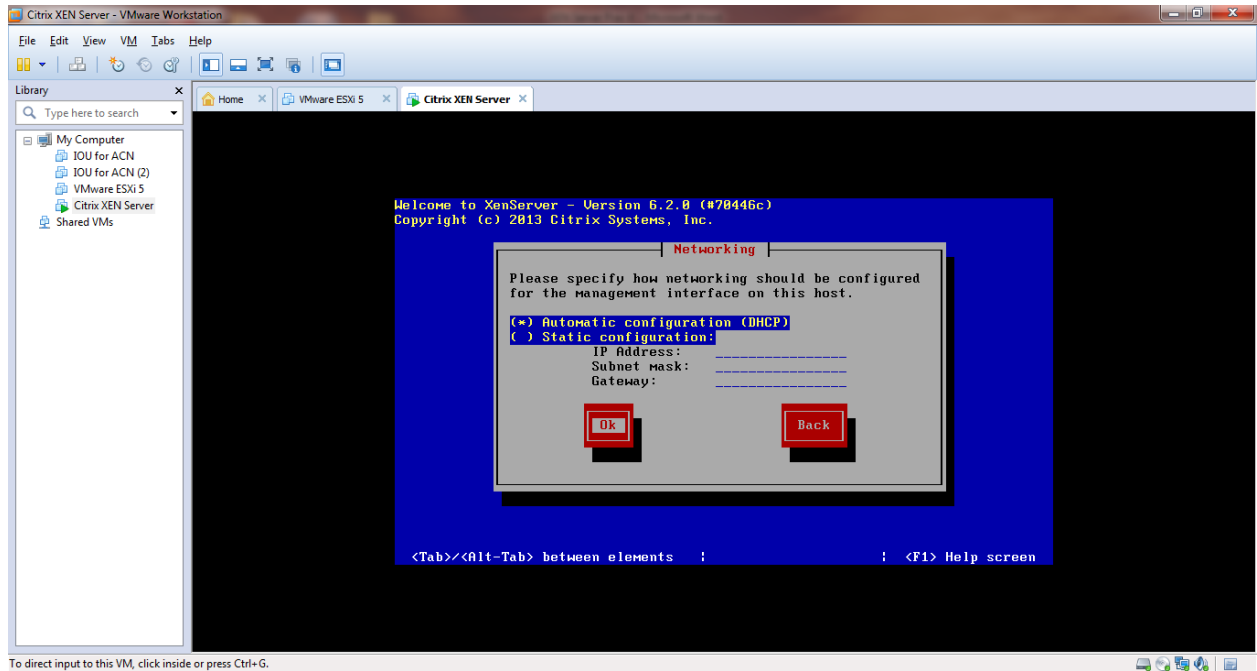 Citrix XEN Server - VMware Workstation
File Edit View VM Tabs Help
Library
Type here to search
My Computer
IOU for ACN
IOU for ACN (2)
VMware ESXi 5
Citrix XEN Server
Shared VMs
Home VMware ESXi 5 Citrix XEN Server
Welcome to XenServer - Version 6.2.0 (#70446c)
Copyright (c) 2013 Citrix Systems, Inc.
Networking
Please specify how networking should be configured
for the management interface on this host.
(*) Automatic configuration (DHCP)
( ) Static configuration:
IP Address: ________________
Subnet mask: ________________
Gateway: ________________
Ok Back
<Tab>/<Alt-Tab> between elements ¦ ¦ <F1> Help screen
To direct input to this VM, click inside or press Ctrl+G.